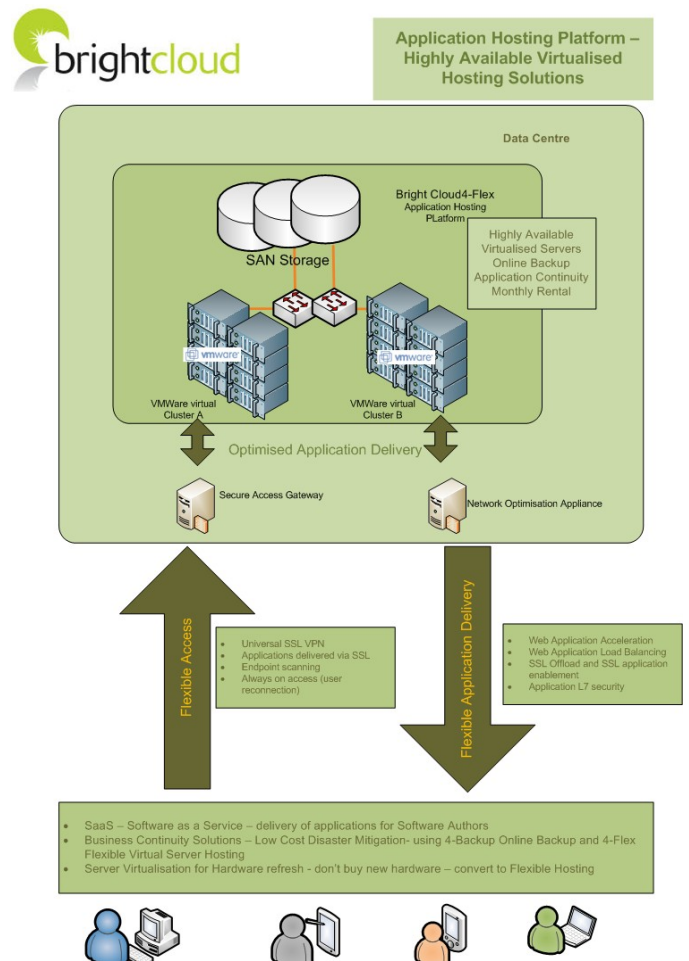 brightcloud
Application Hosting Platform –
Highly Available Virtualised
Hosting Solutions
Data Centre
Bright Cloud4-Flex
Application Hosting
PLatform
Highly Available
Virtualised Servers
Online Backup
Application Continuity
Monthly Rental
SAN Storage
vmware
vmware
VMWare virtual
Cluster A
VMWare virtual
Cluster B
Optimised Application Delivery
Secure Access Gateway
Network Optimisation Appliance
Flexible Access
• Universal SSL VPN
• Applications delivered via SSL
• Endpoint scanning
• Always on access (user
reconnection)
Flexible Application Delivery
• Web Application Acceleration
• Web Application Load Balancing
• SSL Offload and SSL application
enablement
• Application L7 security
• SaaS – Software as a Service – delivery of applications for Software Authors
• Business Continuity Solutions – Low Cost Disaster Mitigation- using 4-Backup Online Backup and 4-Flex
Flexible Virtual Server Hosting
• Server Virtualisation for Hardware refresh - don't buy new hardware – convert to Flexible Hosting